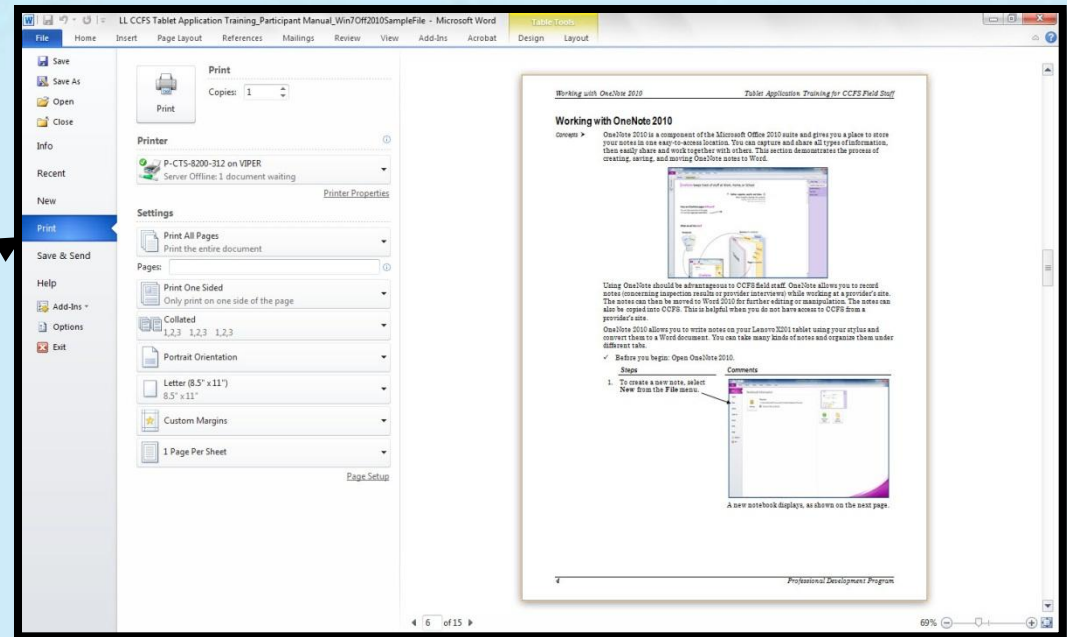 LL CCFS Tablet Application Training_Participant Manual_Win7Off2010SampleFile - Microsoft Word
Table Tools
File Home Insert Page Layout References Mailings Review View Add-Ins Acrobat Design Layout
Save
Save As
Open
Close
Info
Recent
New
Print
Save & Send
Help
Add-Ins
Options
Exit
Print
Print
Copies: 1
Printer
P-CTS-8200-312 on VIPER
Server Offline: 1 document waiting
Printer Properties
Settings
Print All Pages
Print the entire document
Pages:
Print One Sided
Only print on one side of the page
Collated
1,2,3 1,2,3 1,2,3
Portrait Orientation
Letter (8.5" x 11")
8.5" x 11"
Custom Margins
1 Page Per Sheet
Page Setup
Working with OneNote 2010 Tablet Application Training for CCFS Field Staff
Working with OneNote 2010
Concepts ➤ OneNote 2010 is a component of the Microsoft Office 2010 suite and gives you a place to store
your notes in one easy-to-access location. You can capture and share all types of information,
then easily share and work together with others. This section demonstrates the process of
creating, saving, and moving OneNote notes to Word.
Using OneNote should be advantageous to CCFS field staff. OneNote allows you to record
notes (concerning inspection results or provider interviews) while working at a provider's site.
The notes can then be moved to Word 2010 for further editing or manipulation. The notes can
also be copied into CCFS. This is helpful when you do not have access to CCFS from a
provider's site.
OneNote 2010 allows you to write notes on your Lenovo X201 tablet using your stylus and
convert them to a Word document. You can take many kinds of notes and organize them under
different tabs.
✓ Before you begin: Open OneNote 2010.
Steps Comments
1. To create a new note, select
New from the File menu.
A new notebook displays, as shown on the next page.
4 Professional Development Program
6 of 15
69%